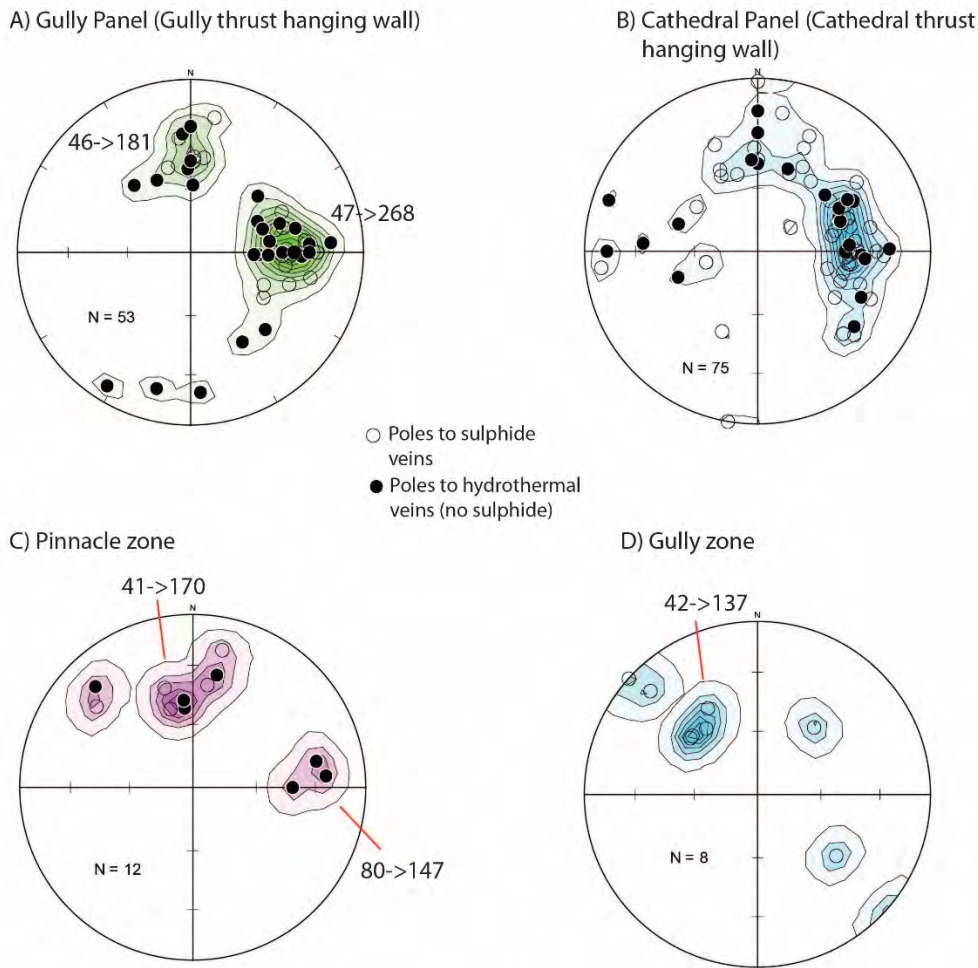 A) Gully Panel (Gully thrust hanging wall)
B) Cathedral Panel (Cathedral thrust
hanging wall)
N
46->181
47->268
N = 53
N
N = 75
Poles to sulphide
veins
Poles to hydrothermal
veins (no sulphide)
C) Pinnacle zone
41->170
N
N = 12
80->147
D) Gully zone
42->137
N
N = 8